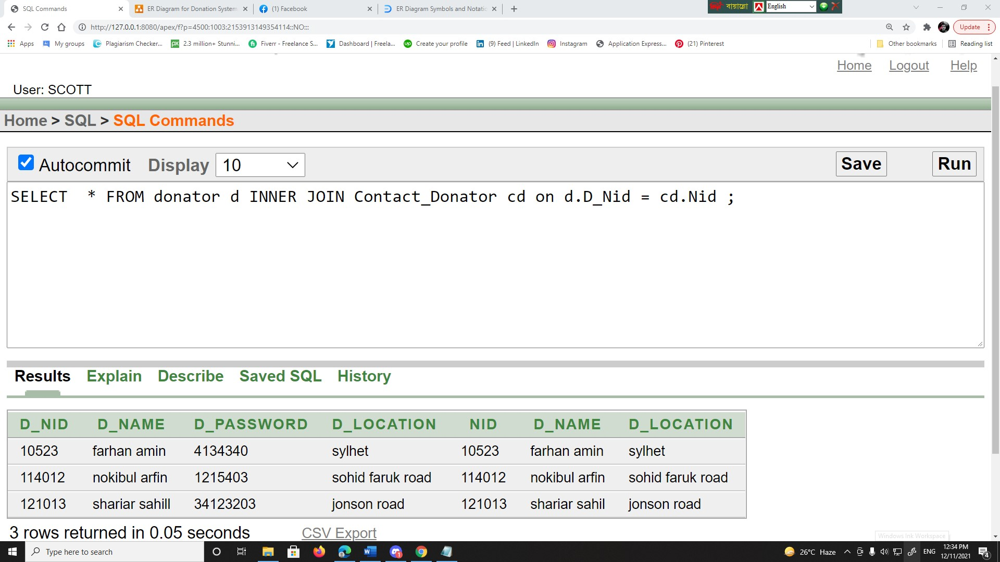 SQL Commands
ER Diagram for Donation System
(1) Facebook
ER Diagram Symbols and Notatic
বায়ান্নো
English
http://127.0.0.1:8080/apex/f?p=4500:1003:2153913149354114::NO:::
Update
Apps My groups Plagiarism Checker... 2.3 million+ Stunni... Fiverr - Freelance S... Dashboard | Freela... Create your profile (9) Feed | LinkedIn Instagram Application Express... (21) Pinterest Other bookmarks Reading list
Home Logout Help
User: SCOTT
Home > SQL > SQL Commands
Autocommit Display 10 Save Run
SELECT * FROM donator d INNER JOIN Contact_Donator cd on d.D_Nid = cd.Nid ;
Results Explain Describe Saved SQL History
D_NID D_NAME D_PASSWORD D_LOCATION NID D_NAME D_LOCATION
10523 farhan amin 4134340 sylhet 10523 farhan amin sylhet
114012 nokibul arfin 1215403 sohid faruk road 114012 nokibul arfin sohid faruk road
121013 shariar sahill 34123203 jonson road 121013 shariar sahil jonson road
3 rows returned in 0.05 seconds CSV Export
Windows Ink Workspace
Type here to search
26°C Haze
ENG
12:34 PM
12/11/2021
4